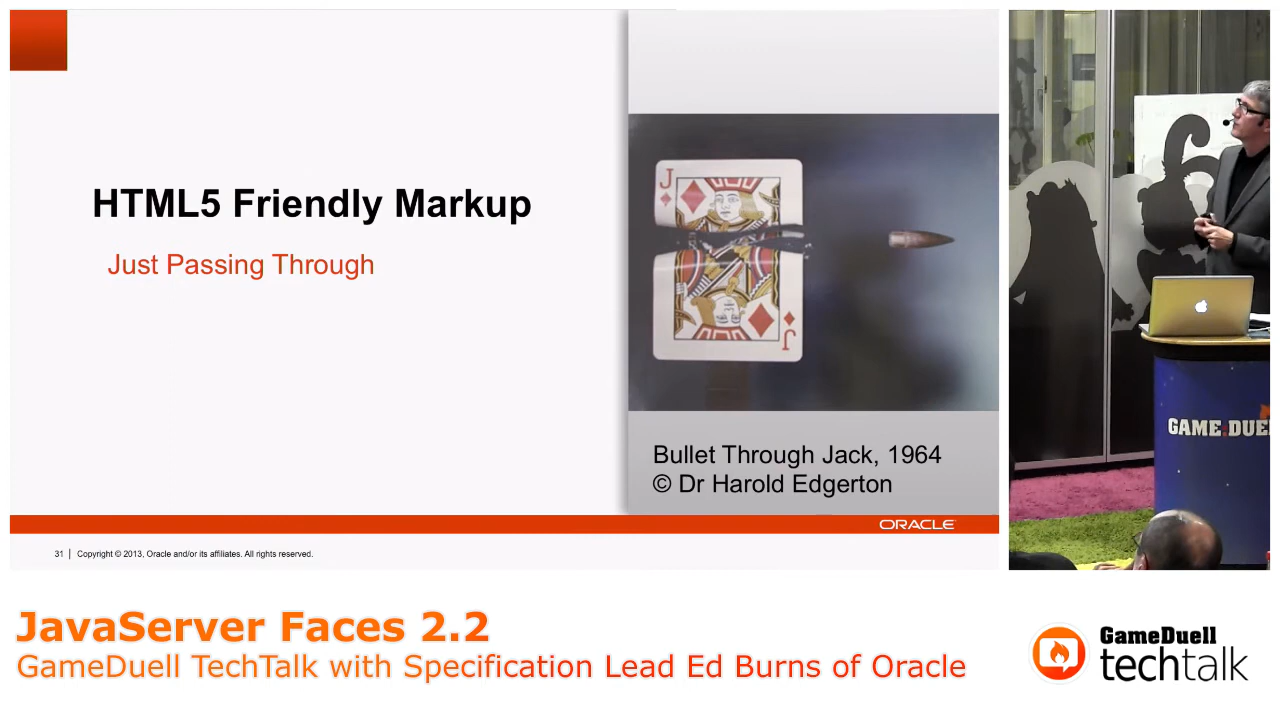 HTML5 Friendly Markup
Just Passing Through
J
J
Bullet Through Jack, 1964
© Dr Harold Edgerton
ORACLE
31 | Copyright © 2013, Oracle and/or its affiliates. All rights reserved.
GAME DUE
JavaServer Faces 2.2
GameDuell TechTalk with Specification Lead Ed Burns of Oracle
GameDuell
techtalk